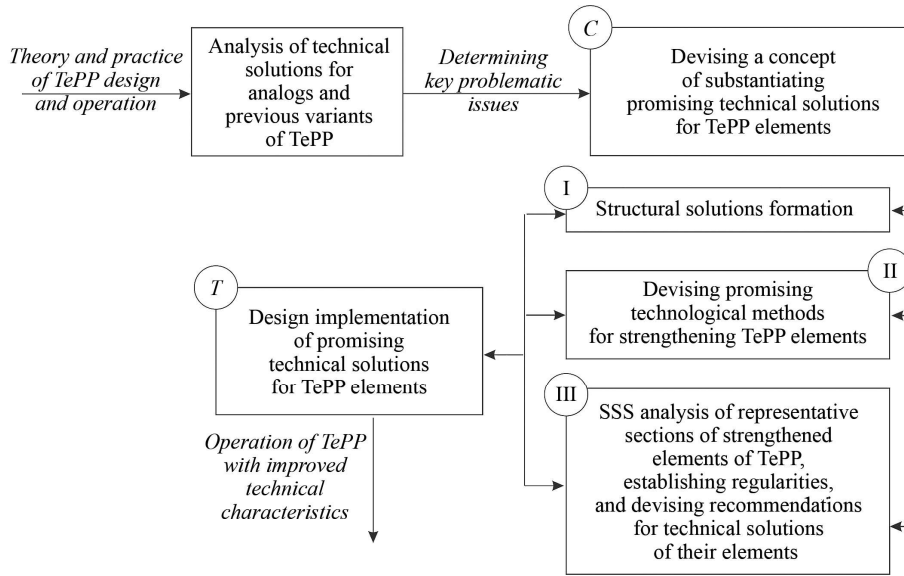 Theory and practice
of TePP design
and operation
Analysis of technical
solutions for
analogs and
previous variants
of TePP
Determining
key problematic
issues
C
Devising a concept
of substantiating
promising technical solutions
for TePP elements
I
Structural solutions formation
II
Devising promising
technological methods
for strengthening TePP elements
T
Design implementation
of promising
technical solutions
for TePP elements
III
SSS analysis of representative
sections of strengthened
elements of TePP,
establishing regularities,
and devising recommendations
for technical solutions
of their elements
Operation of TePP
with improved
technical
characteristics